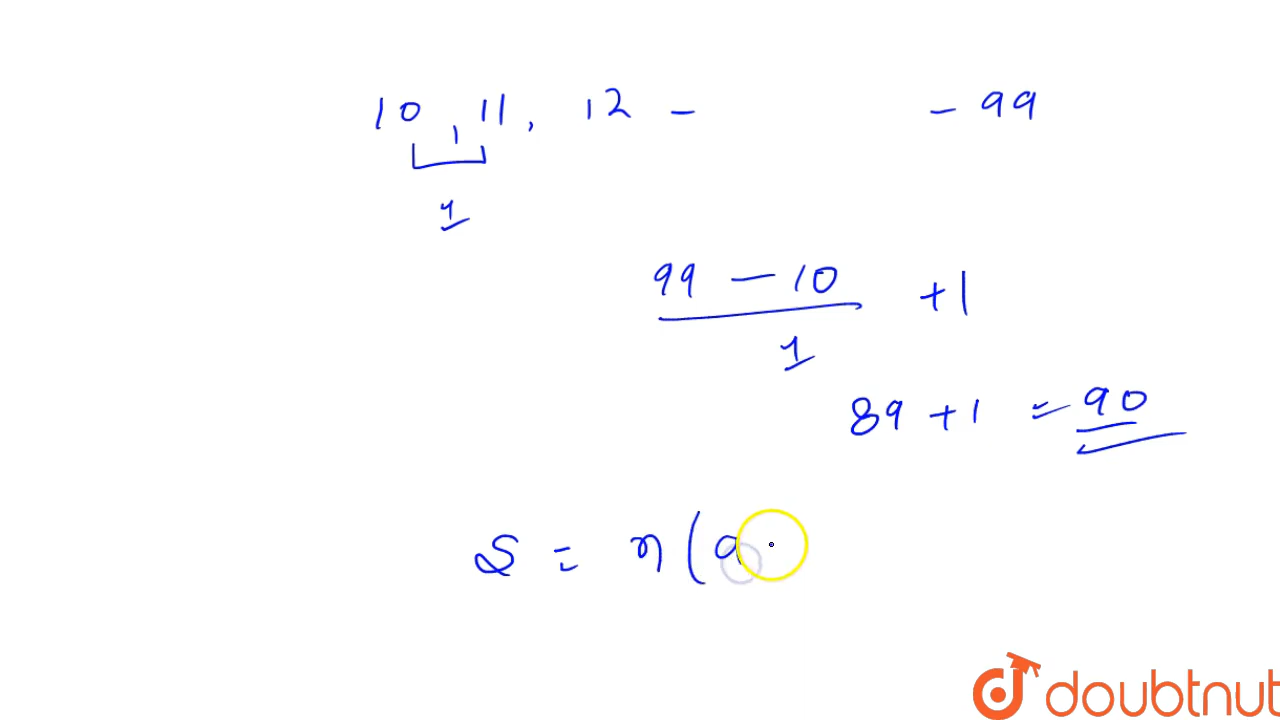 10, 11, 12 - - 99
1
99 - 10 + 1
1
89 + 1 = 90
S = n(a
doubtnut